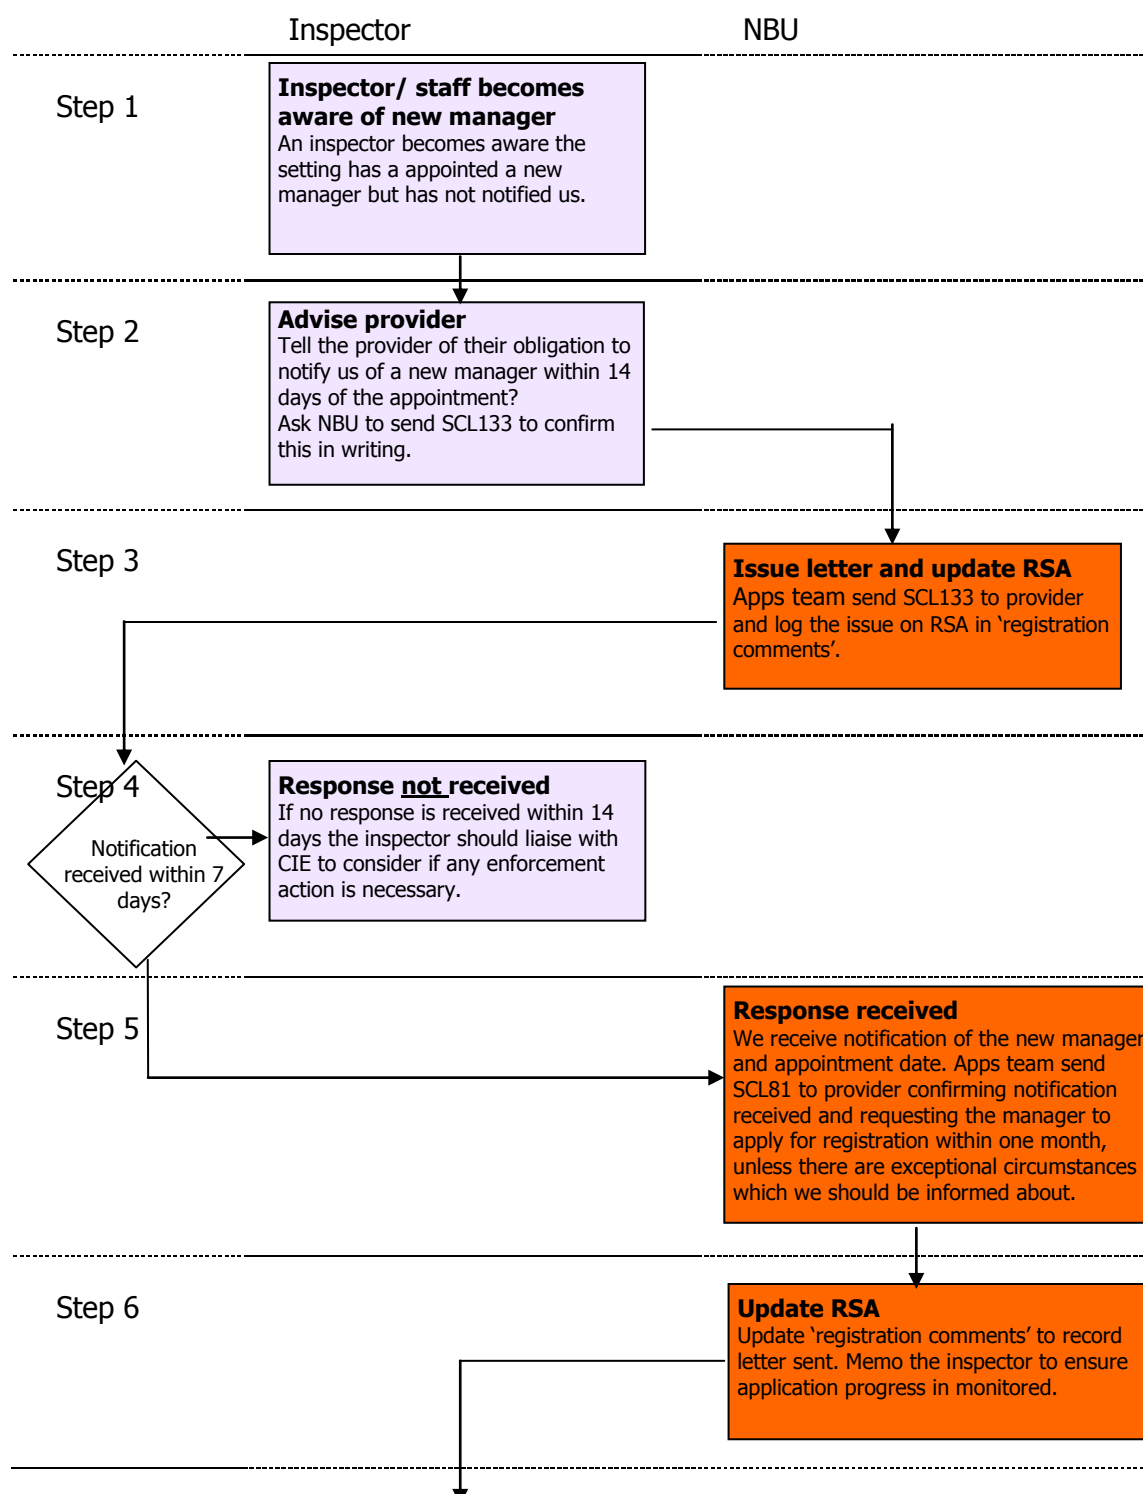 Inspector
NBU
Step 1
Inspector/ staff becomes
aware of new manager
An inspector becomes aware the
setting has a appointed a new
manager but has not notified us.
Step 2
Advise provider
Tell the provider of their obligation to
notify us of a new manager within 14
days of the appointment?
Ask NBU to send SCL133 to confirm
this in writing.
Step 3
Issue letter and update RSA
Apps team send SCL133 to provider
and log the issue on RSA in ‘registration
comments’.
Step 4
Notification
received within 7
days?
Response not received
If no response is received within 14
days the inspector should liaise with
CIE to consider if any enforcement
action is necessary.
Step 5
Response received
We receive notification of the new manager
and appointment date. Apps team send
SCL81 to provider confirming notification
received and requesting the manager to
apply for registration within one month,
unless there are exceptional circumstances
which we should be informed about.
Step 6
Update RSA
Update ‘registration comments’ to record
letter sent. Memo the inspector to ensure
application progress in monitored.